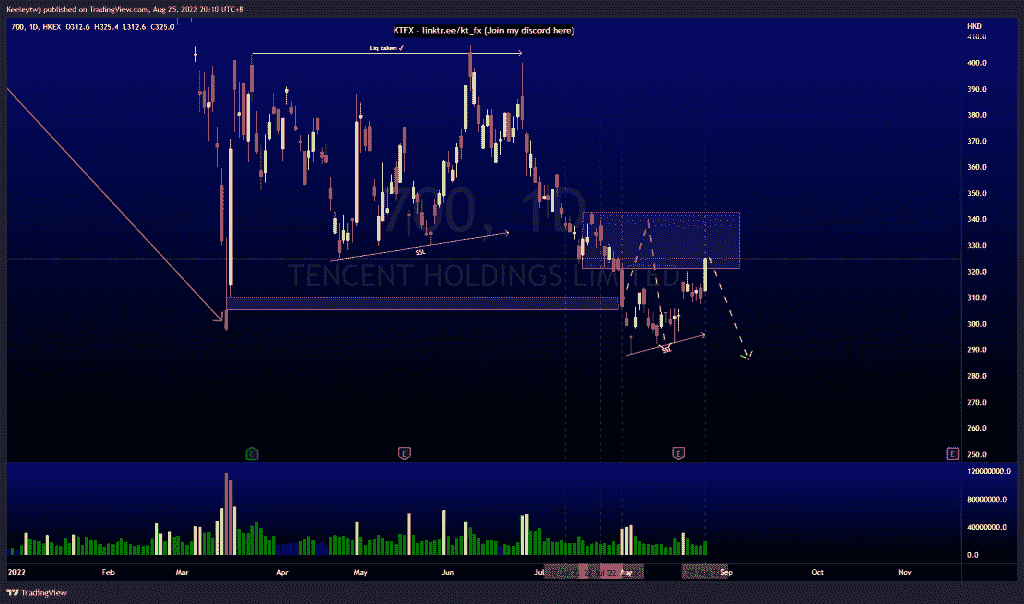 Keeleytwj published on TradingView.com, Aug 25, 2022 20:10 UTC+8
700, 1D, HKEX O312.6 H325.4 L312.6 C325.0
KTFX - linktr.ee/kt_fx (Join my discord here)
HKD
410.0
Liq taken ✓
400.0
390.0
380.0
370.0
360.0
350.0
700, 1D
340.0
330.0
SSL
TENCENT HOLDINGS LIMITED
320.0
310.0
300.0
SSL
290.0
280.0
270.0
260.0
250.0
E
E
E
120000000.0
80000000.0
40000000.0
0.0
2022 Feb Mar Apr May Jun Jul Aug Sep Oct Nov
TradingView